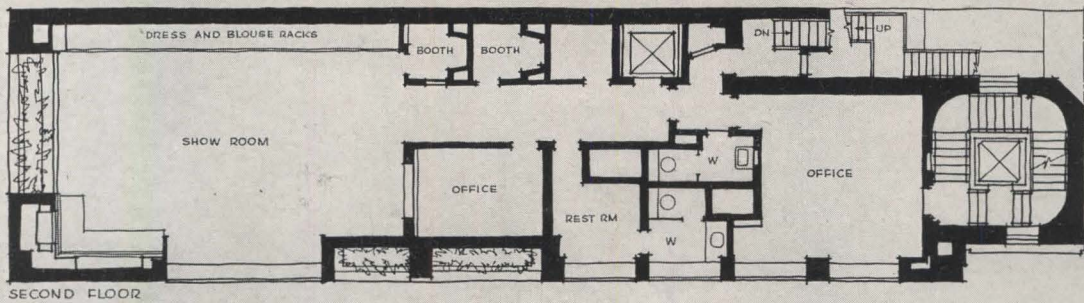 DRESS AND BLOUSE RACKS
BOOTH
BOOTH
DN
UP
SHOW ROOM
OFFICE
W
OFFICE
REST RM
W
SECOND FLOOR